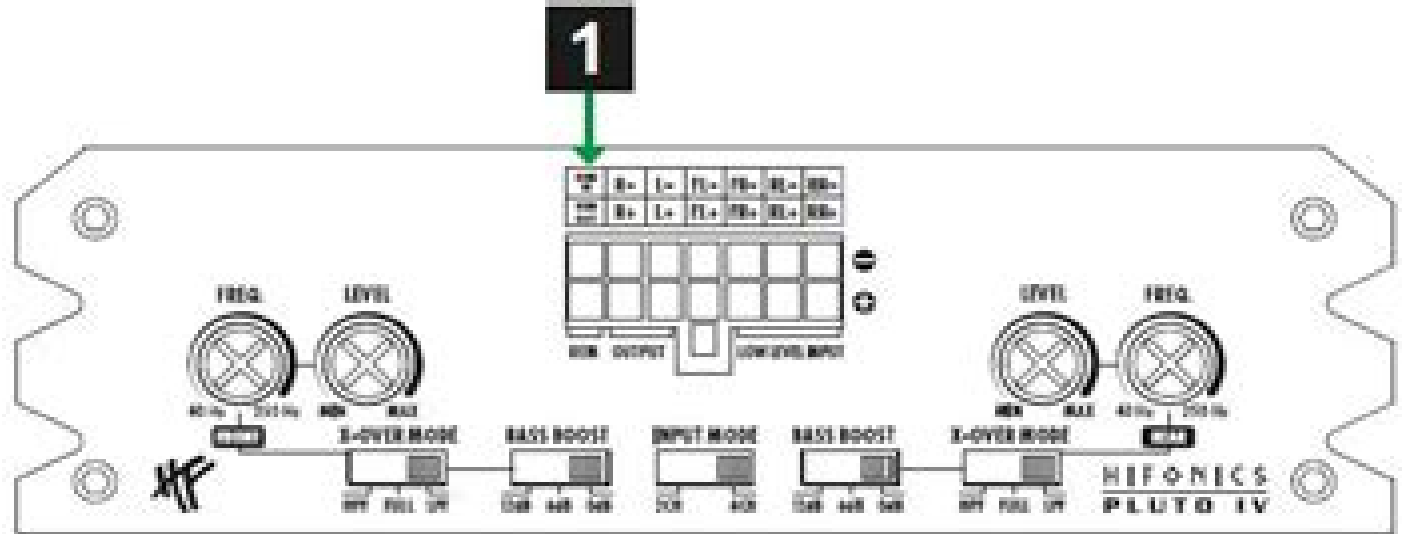 1
R- L- FL- FR- RL- RR-
R+ L+ FL+ FR+ RL+ RR+
FREQ. LEVEL
LEVEL FREQ.
REM OUTPUT LOW LEVEL INPUT
40 Hz 250 Hz MIN MAX
MIN MAX 40 Hz 250 Hz
X-OVER MODE BASS BOOST INPUT MODE BASS BOOST X-OVER MODE
HPF FULL LPF 12dB 6dB 0dB 2CH 4CH 12dB 6dB 0dB HPF FULL LPF
HIFONICS
PLUTO IV